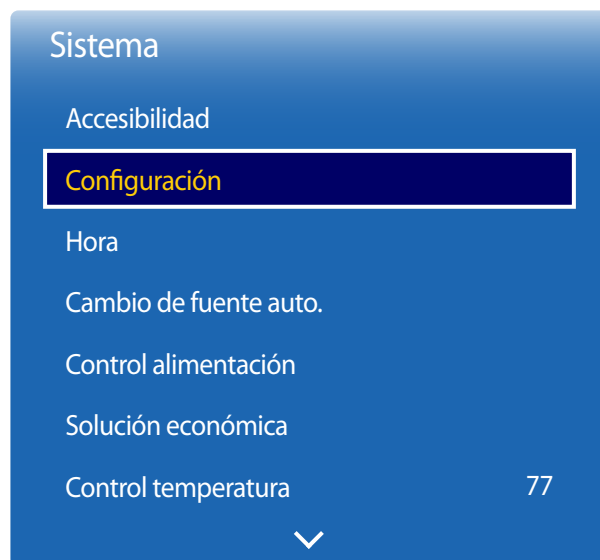 Sistema
Accesibilidad
Configuración
Hora
Cambio de fuente auto.
Control alimentación
Solución económica
Control temperatura 77